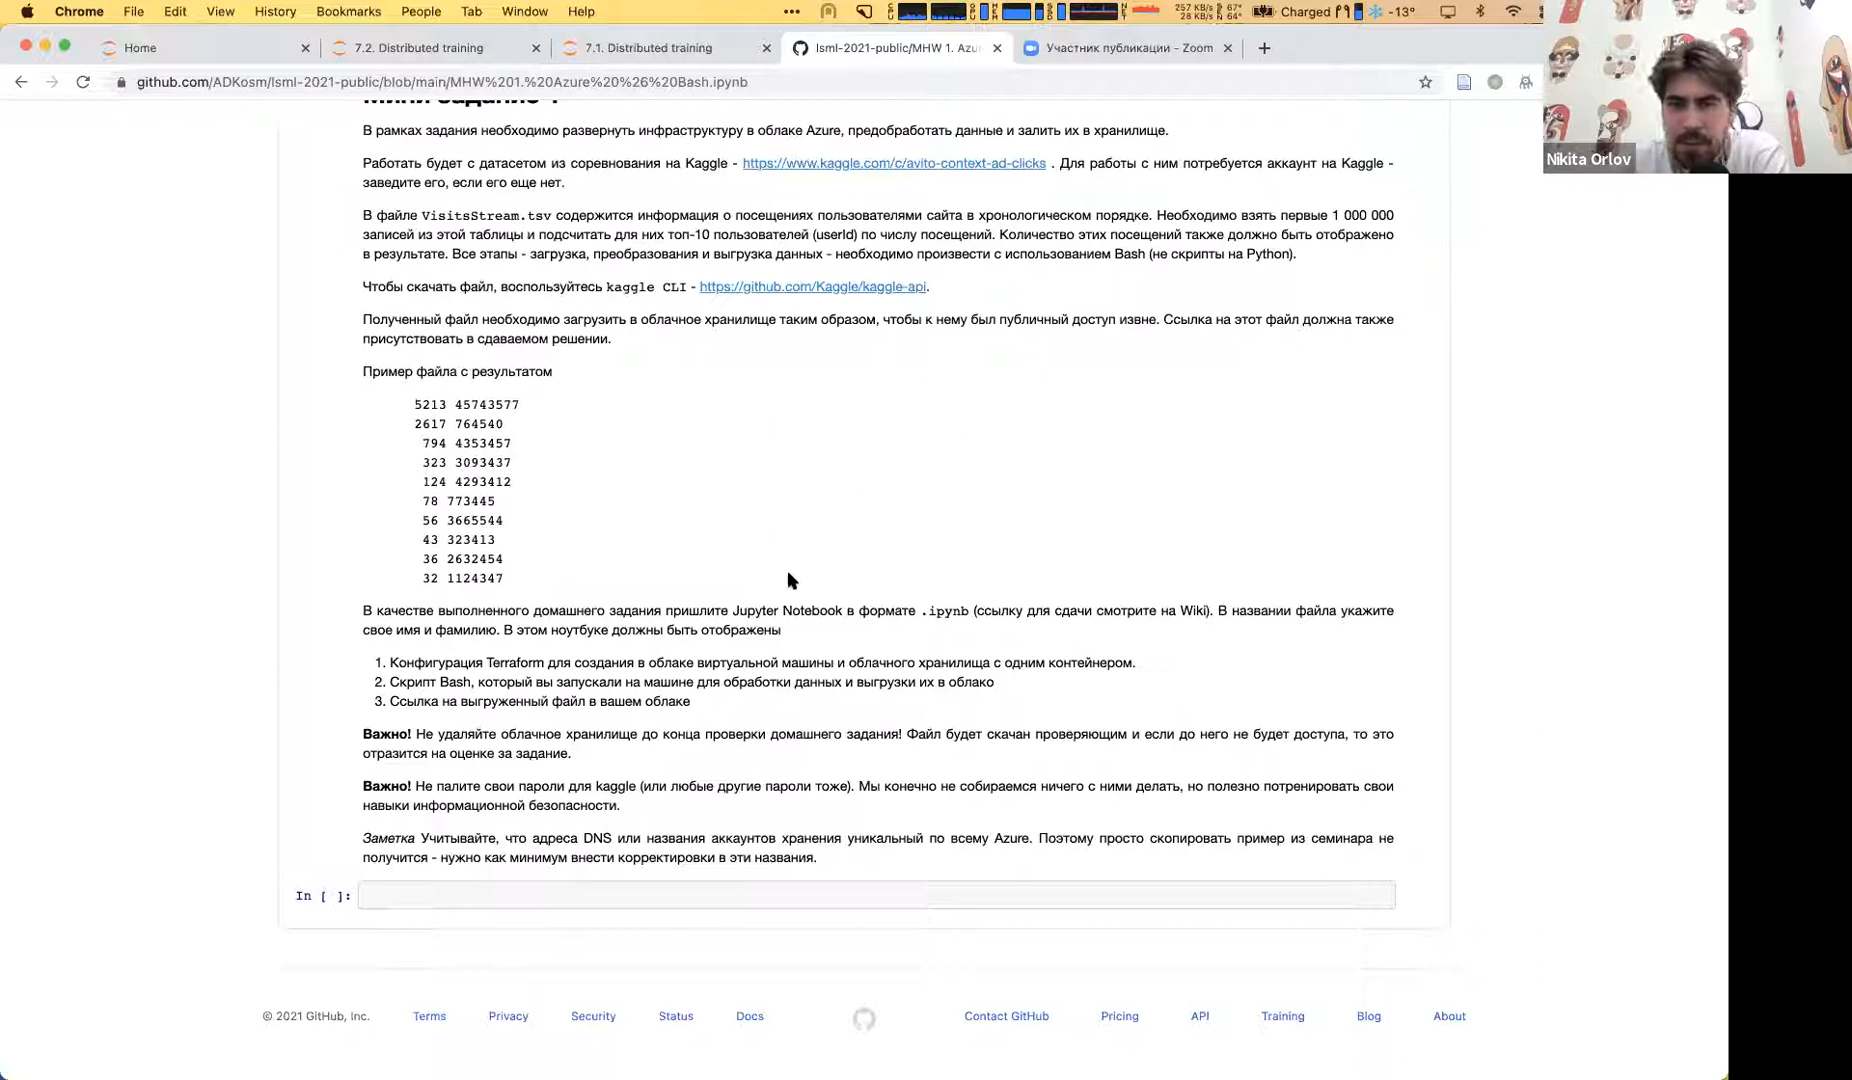 Chrome File Edit View History Bookmarks People Tab Window Help ••• 257 KB/s 28 KB/s 67° 64° Charged -13°
Home × 7.2. Distributed training × 7.1. Distributed training × lsml-2021-public/MHW 1. Azur × Участник публикации - Zoom × +
github.com/ADKosm/lsml-2021-public/blob/main/MHW%201.%20Azure%20%26%20Bash.ipynb
Nikita Orlov
Мини задание 1
В рамках задания необходимо развернуть инфраструктуру в облаке Azure, предобработать данные и залить их в хранилище.
Работать будет с датасетом из соревнования на Kaggle - https://www.kaggle.com/c/avito-context-ad-clicks . Для работы с ним потребуется аккаунт на Kaggle -
заведите его, если его еще нет.
В файле VisitsStream.tsv содержится информация о посещениях пользователями сайта в хронологическом порядке. Необходимо взять первые 1 000 000
записей из этой таблицы и подсчитать для них топ-10 пользователей (userId) по числу посещений. Количество этих посещений также должно быть отображено
в результате. Все этапы - загрузка, преобразования и выгрузка данных - необходимо произвести с использованием Bash (не скрипты на Python).
Чтобы скачать файл, воспользуйтесь kaggle CLI - https://github.com/Kaggle/kaggle-api.
Полученный файл необходимо загрузить в облачное хранилище таким образом, чтобы к нему был публичный доступ извне. Ссылка на этот файл должна также
присутствовать в сдаваемом решении.
Пример файла с результатом
5213 45743577
2617 764540
794 4353457
323 3093437
124 4293412
78 773445
56 3665544
43 323413
36 2632454
32 1124347
В качестве выполненного домашнего задания пришлите Jupyter Notebook в формате .ipynb (ссылку для сдачи смотрите на Wiki). В названии файла укажите
свое имя и фамилию. В этом ноутбуке должны быть отображены
1. Конфигурация Terraform для создания в облаке виртуальной машины и облачного хранилища с одним контейнером.
2. Скрипт Bash, который вы запускали на машине для обработки данных и выгрузки их в облако
3. Ссылка на выгруженный файл в вашем облаке
Важно! Не удаляйте облачное хранилище до конца проверки домашнего задания! Файл будет скачан проверяющим и если до него не будет доступа, то это
отразится на оценке за задание.
Важно! Не палите свои пароли для kaggle (или любые другие пароли тоже). Мы конечно не собираемся ничего с ними делать, но полезно потренировать свои
навыки информационной безопасности.
Заметка Учитывайте, что адреса DNS или названия аккаунтов хранения уникальный по всему Azure. Поэтому просто скопировать пример из семинара не
получится - нужно как минимум внести корректировки в эти названия.
In [ ]:
© 2021 GitHub, Inc. Terms Privacy Security Status Docs Contact GitHub Pricing API Training Blog About